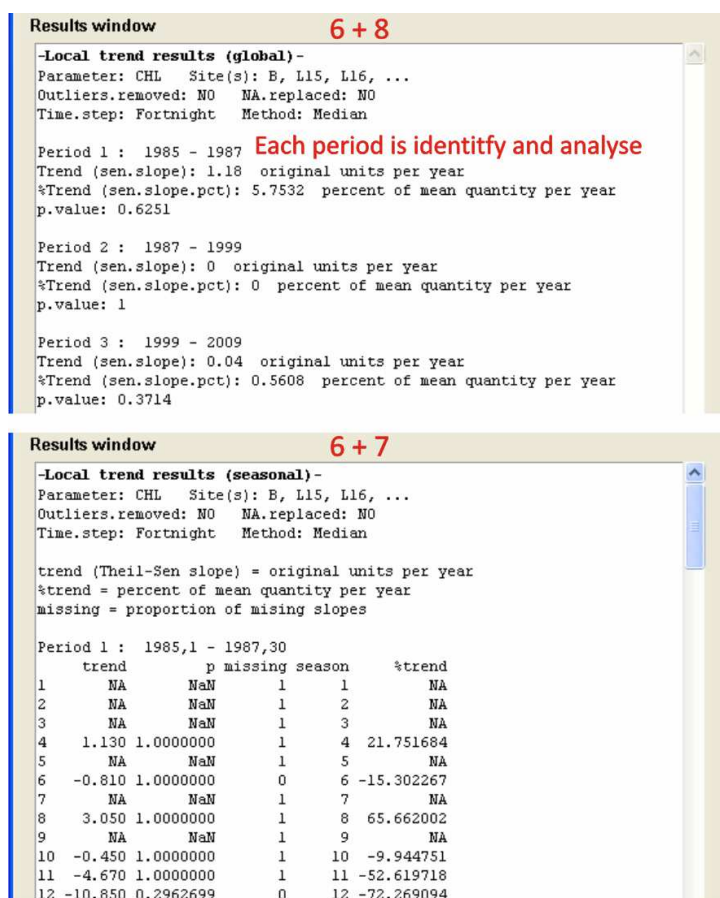 Results window
6 + 8
-Local trend results (global)-
Parameter: CHL   Site(s): B, L15, L16, ...
Outliers.removed: NO   NA.replaced: NO
Time.step: Fortnight   Method: Median
Each period is identitfy and analyse
Period 1 :  1985 - 1987
Trend (sen.slope): 1.18  original units per year
%Trend (sen.slope.pct): 5.7532  percent of mean quantity per year
p.value: 0.6251
Period 2 :  1987 - 1999
Trend (sen.slope): 0  original units per year
%Trend (sen.slope.pct): 0  percent of mean quantity per year
p.value: 1
Period 3 :  1999 - 2009
Trend (sen.slope): 0.04  original units per year
%Trend (sen.slope.pct): 0.5608  percent of mean quantity per year
p.value: 0.3714
Results window
6 + 7
-Local trend results (seasonal)-
Parameter: CHL   Site(s): B, L15, L16, ...
Outliers.removed: NO   NA.replaced: NO
Time.step: Fortnight   Method: Median
trend (Theil-Sen slope) = original units per year
%trend = percent of mean quantity per year
missing = proportion of mising slopes
Period 1 :  1985,1 - 1987,30
trend p missing season %trend
1 NA NaN 1 1 NA
2 NA NaN 1 2 NA
3 NA NaN 1 3 NA
4 1.130 1.0000000 1 4 21.751684
5 NA NaN 1 5 NA
6 -0.810 1.0000000 0 6 -15.302267
7 NA NaN 1 7 NA
8 3.050 1.0000000 1 8 65.662002
9 NA NaN 1 9 NA
10 -0.450 1.0000000 1 10 -9.944751
11 -4.670 1.0000000 1 11 -52.619718
12 -10.850 0.2962699 0 12 -72.269094